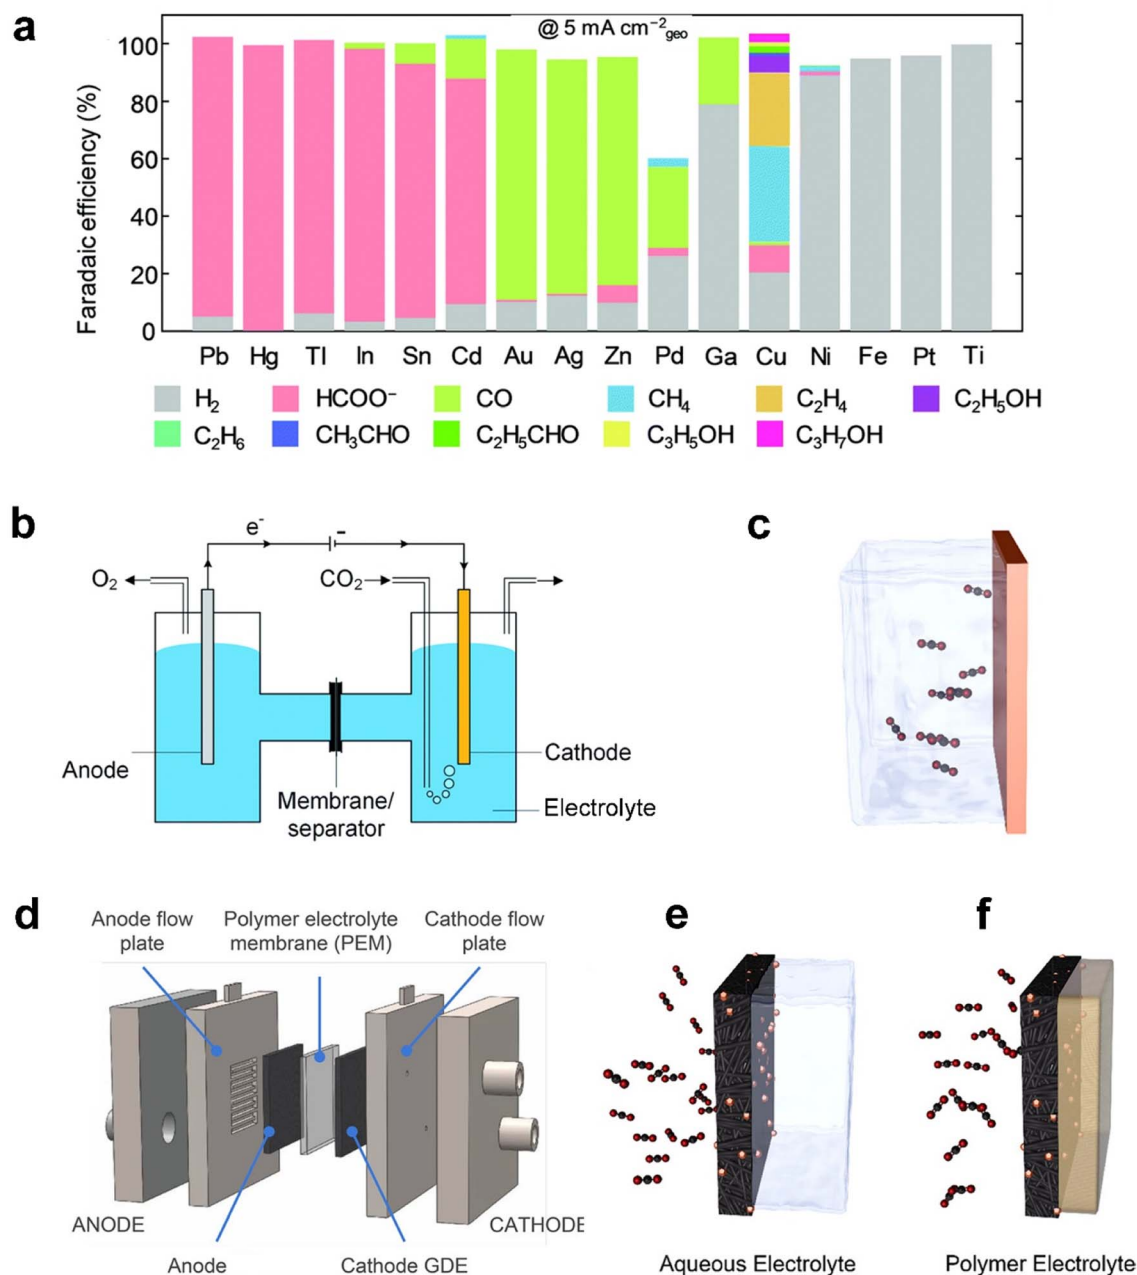 a
@ 5 mA cm⁻²geo
Faradaic efficiency (%)
100
80
60
40
20
0
Pb Hg Tl In Sn Cd Au Ag Zn Pd Ga Cu Ni Fe Pt Ti
H₂ HCOO⁻ CO CH₄ C₂H₄ C₂H₅OH
C₂H₆ CH₃CHO C₂H₅CHO C₃H₅OH C₃H₇OH
b
e⁻
-
O₂
CO₂
Anode
Membrane/
separator
Cathode
Electrolyte
c
d
Anode flow
plate
Polymer electrolyte
membrane (PEM)
Cathode flow
plate
ANODE
CATHODE
Anode
Cathode GDE
e
Aqueous Electrolyte
f
Polymer Electrolyte